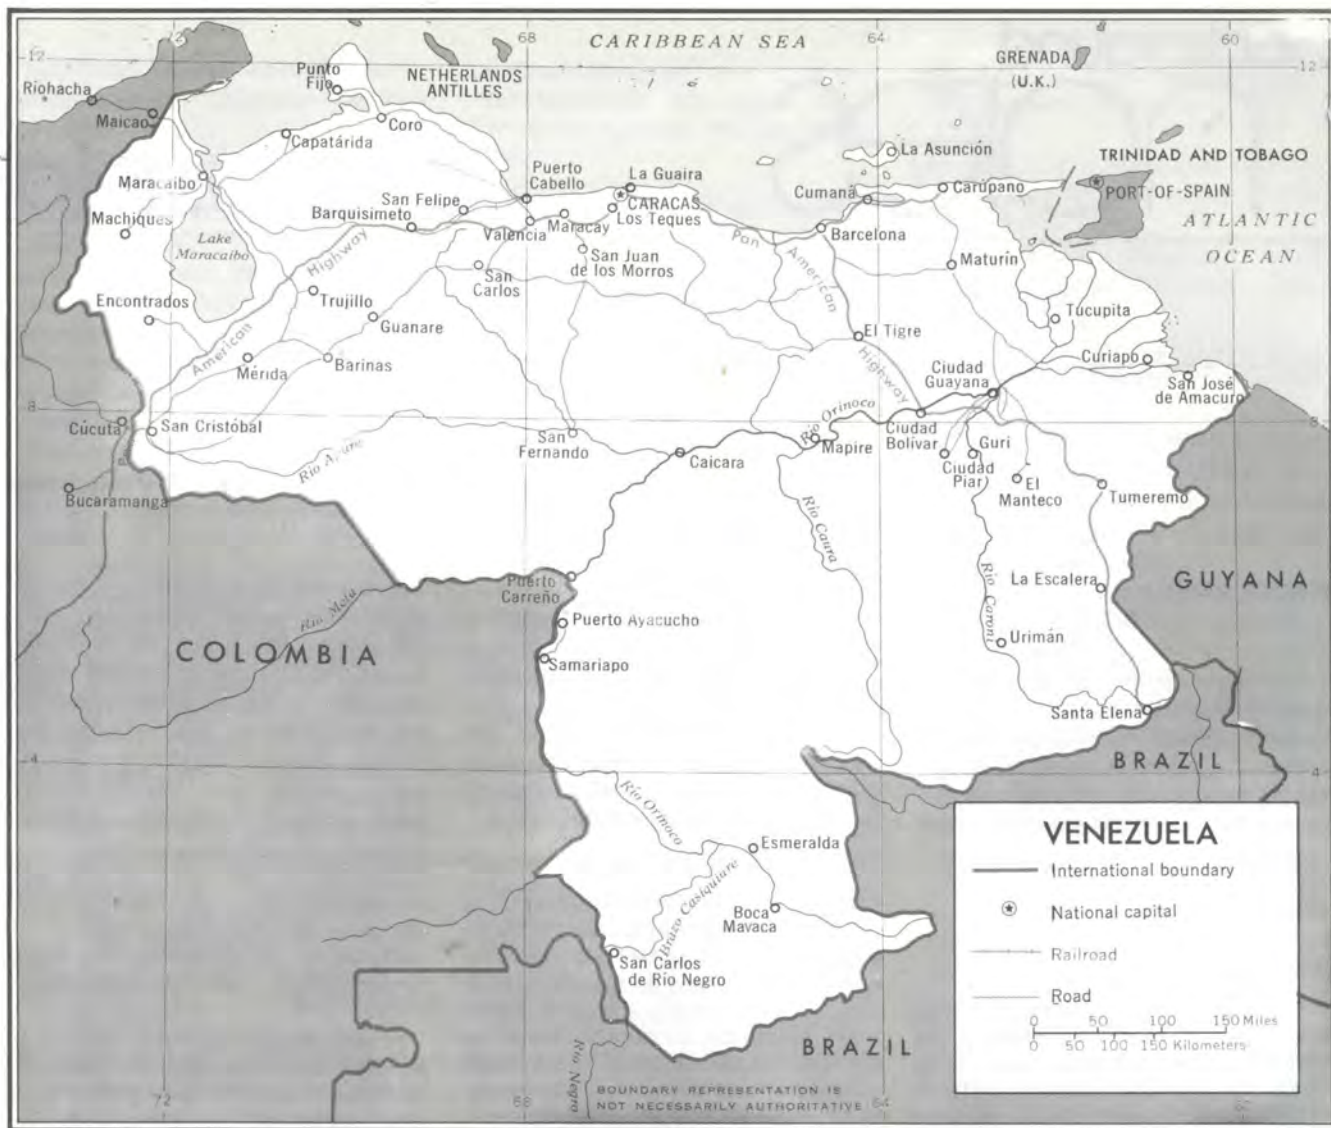 72
68
64
60
CARIBBEAN SEA
12
12
GRENADA
(U.K.)
NETHERLANDS
ANTILLES
Punto
Fijo
Riohacha
Maicao
Coro
Capatárida
La Asunción
TRINIDAD AND TOBAGO
PORT-OF-SPAIN
Maracaibo
Puerto
Cabello
La Guaira
CARACAS
Los Teques
Cumaná
Carúpano
San Felipe
Barquisimeto
Machiques
Valencia
Maracay
Barcelona
ATLANTIC
OCEAN
Lake
Maracaibo
Highway
Pan
American
San Juan
de los Morros
San
Carlos
Maturín
Encontrados
Trujillo
Guanare
Tucupita
American
El Tigre
Highway
Mérida
Barinas
Curiapo
Ciudad
Guayana
San José
de Amacuro
8
8
Cúcuta
San Cristóbal
San
Fernando
Río Orinoco
Mapire
Ciudad
Bolívar
Guri
Ciudad
Piar
El
Manteco
Río Apure
Caicara
Bucaramanga
Tumeremo
Río Caura
Puerto
Carreño
La Escalera
GUYANA
Río Meta
Puerto Ayacucho
Río Caroní
Urimán
COLOMBIA
Samariapo
Santa Elena
BRAZIL
4
4
Río Orinoco
Esmeralda
Brazo Casiquiare
Boca
Mavaca
San Carlos
de Río Negro
BRAZIL
Río Negro
VENEZUELA
International boundary
National capital
Railroad
Road
0 50 100 150 Miles
0 50 100 150 Kilometers
BOUNDARY REPRESENTATION IS
NOT NECESSARILY AUTHORITATIVE
72
68
64